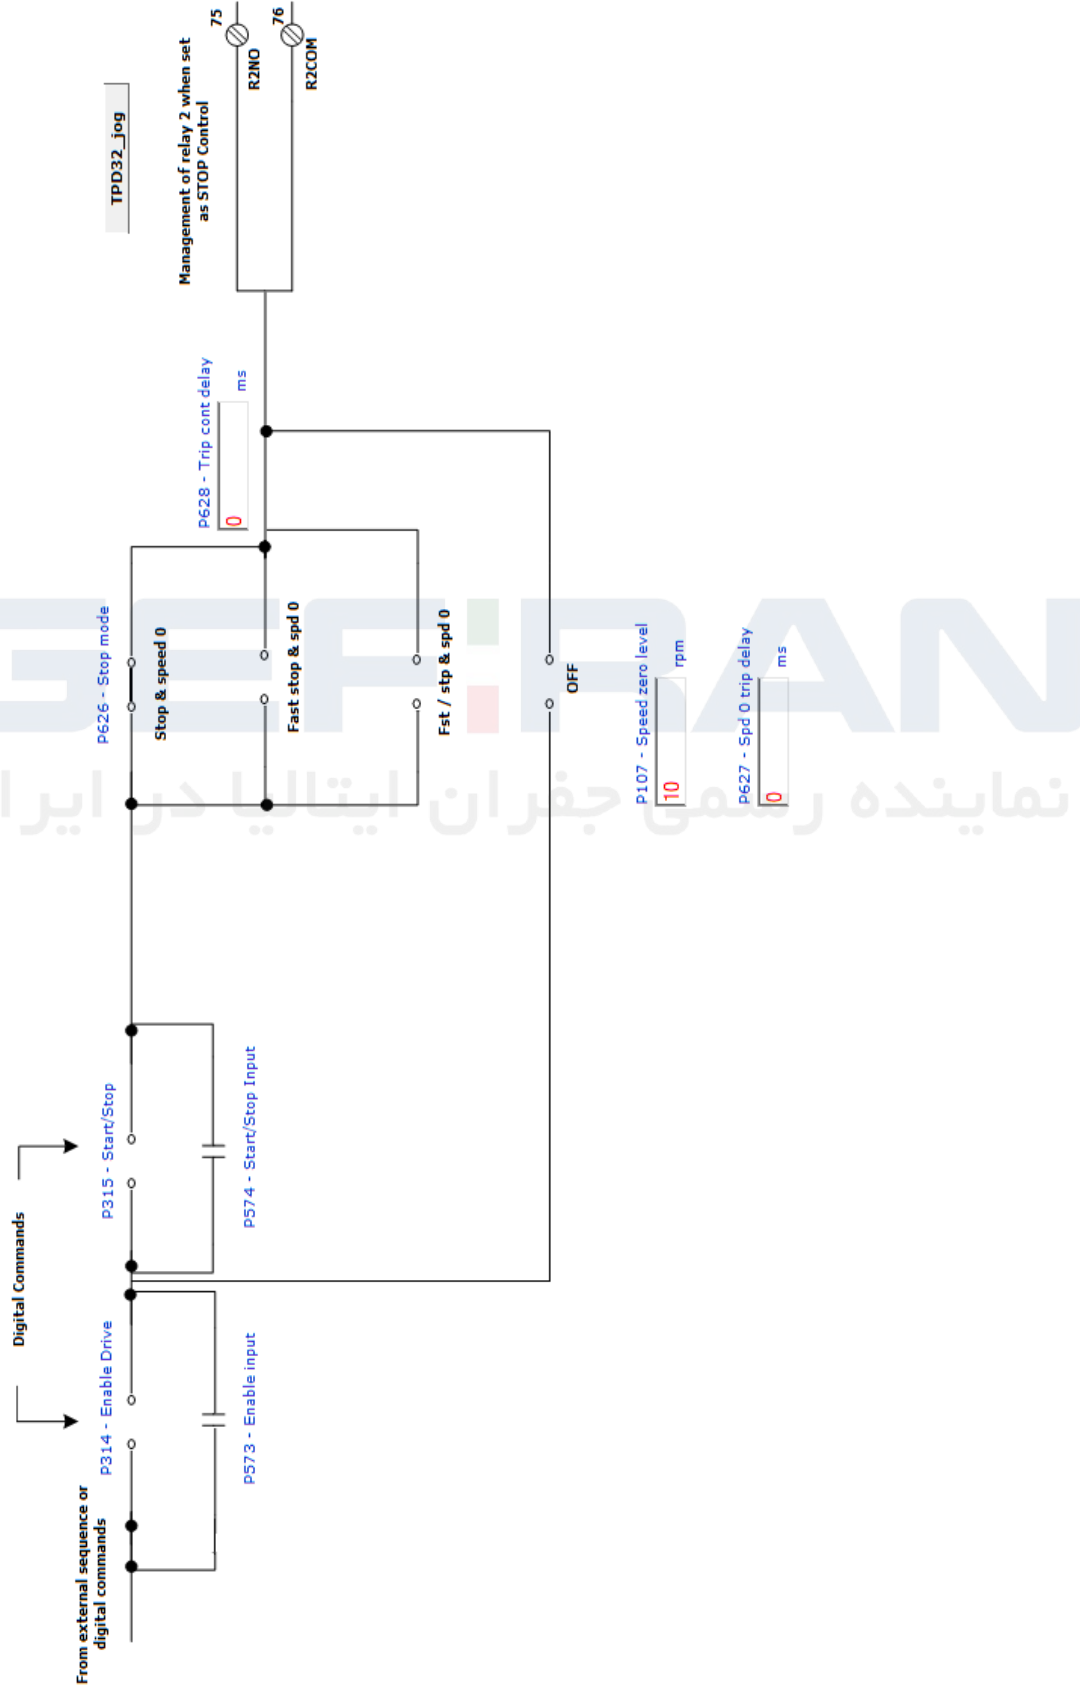 TPD32_jog
Management of relay 2 when set
as STOP Control
75
R2NO
76
R2COM
P628 - Trip cont delay
0
ms
P626 - Stop mode
Stop & speed 0
Fast stop & spd 0
Fst / stp & spd 0
OFF
P107 - Speed zero level
10
rpm
P627 - Spd 0 trip delay
0
ms
Digital Commands
P315 - Start/Stop
P574 - Start/Stop Input
P314 - Enable Drive
P573 - Enable input
From external sequence or
digital commands
GEFRAN
نماینده رسمی جفران ایتالیا در ایرا